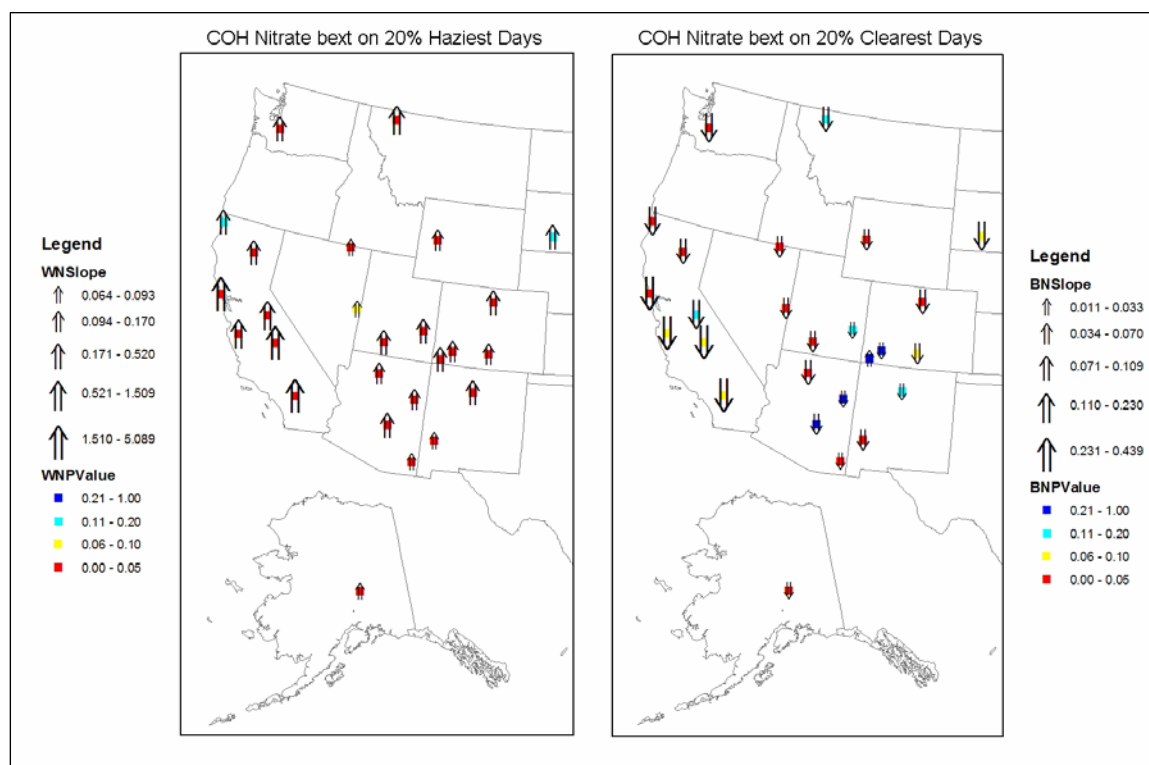 COH Nitrate bext on 20% Haziest Days
Legend
WNSlope
0.064 - 0.093
0.094 - 0.170
0.171 - 0.520
0.521 - 1.509
1.510 - 5.089
WNPValue
0.21 - 1.00
0.11 - 0.20
0.06 - 0.10
0.00 - 0.05
COH Nitrate bext on 20% Clearest Days
Legend
BNSlope
0.011 - 0.033
0.034 - 0.070
0.071 - 0.109
0.110 - 0.230
0.231 - 0.439
BNPValue
0.21 - 1.00
0.11 - 0.20
0.06 - 0.10
0.00 - 0.05